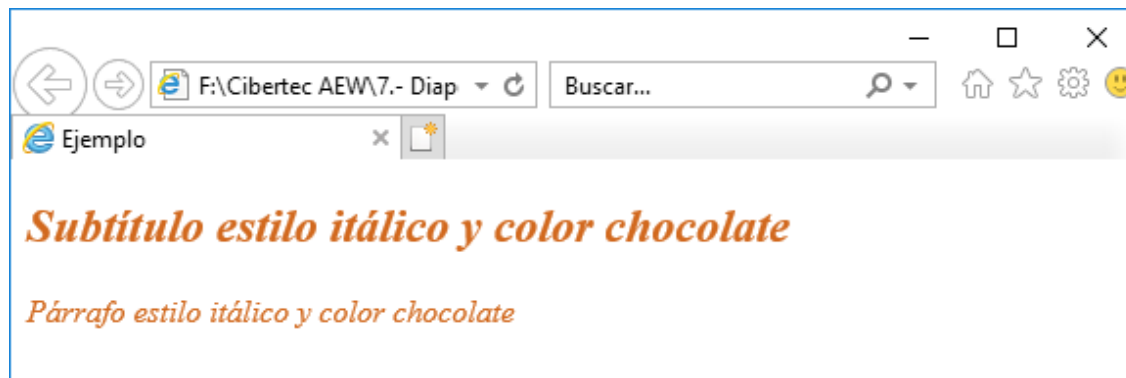 F:\Cibertec AEW\7.- Diap
Buscar...
Ejemplo
Subtítulo estilo itálico y color chocolate
Párrafo estilo itálico y color chocolate